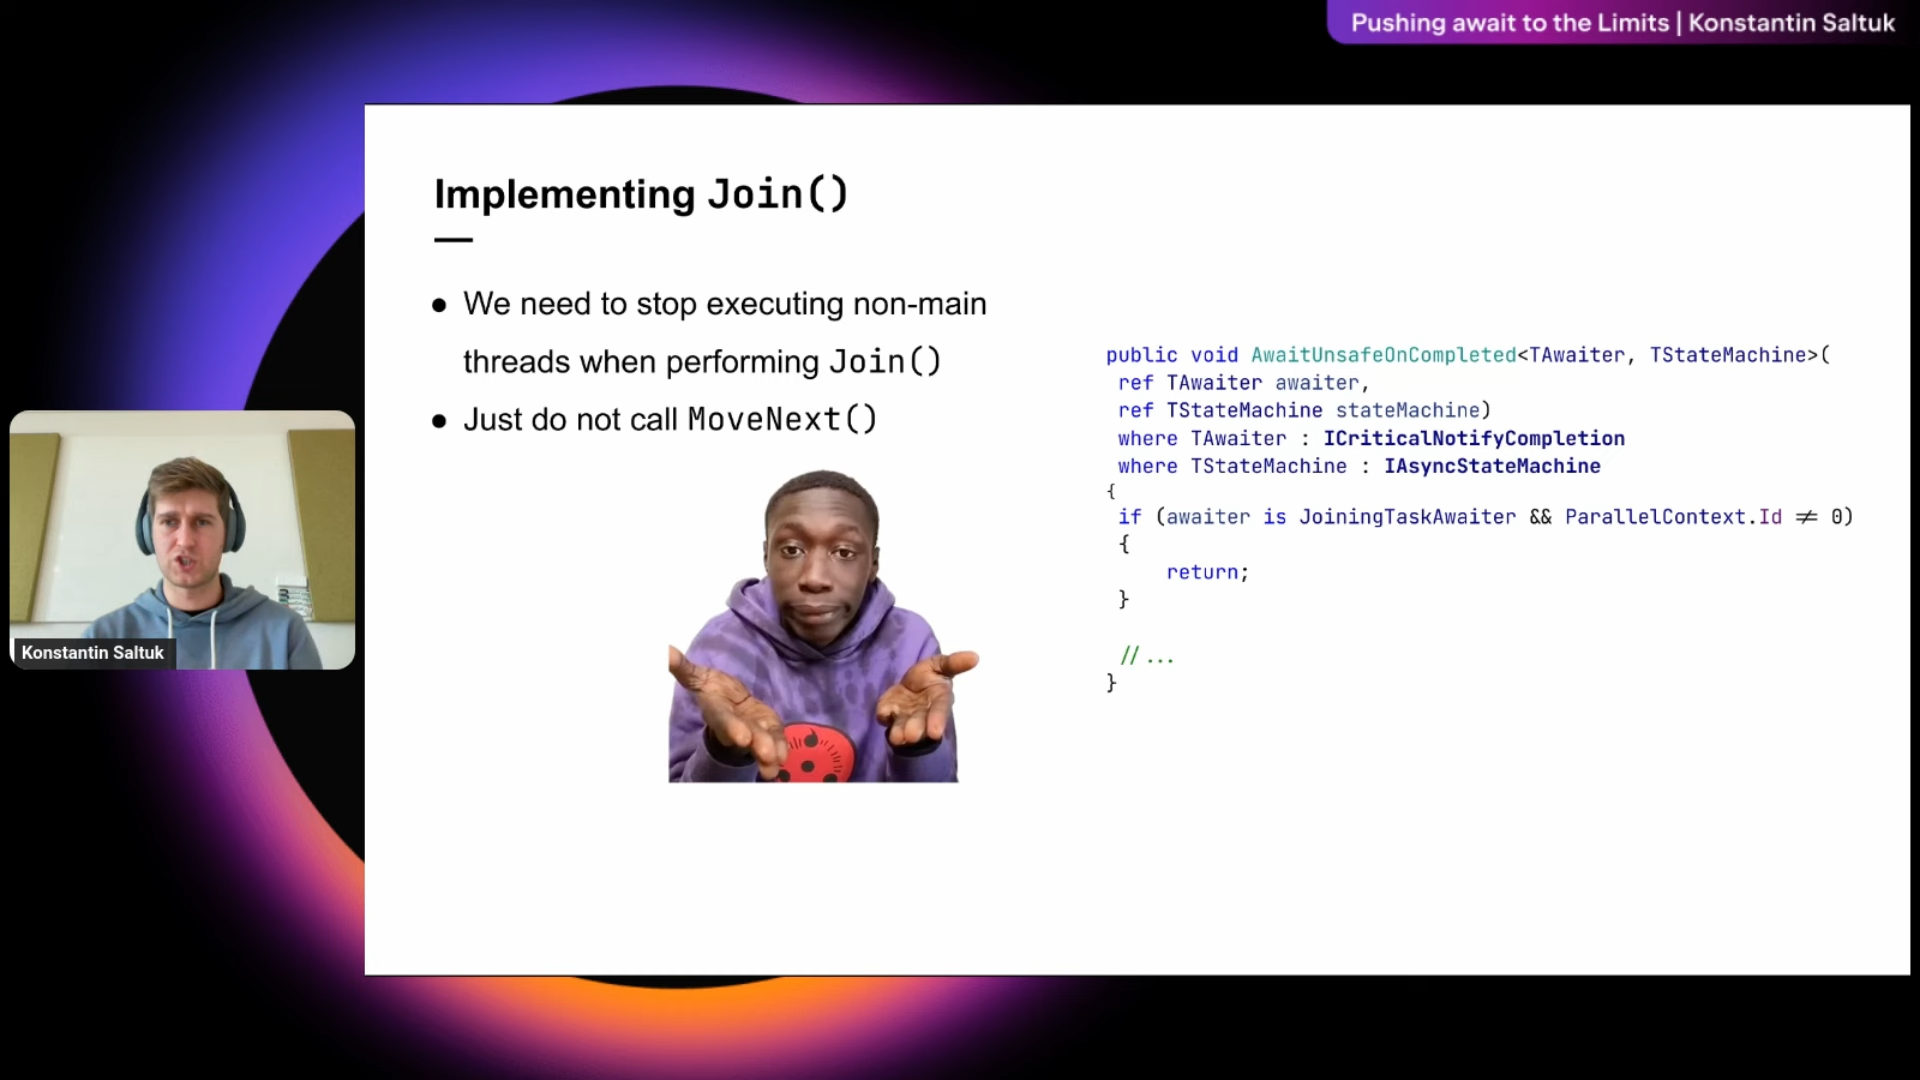 Pushing await to the Limits | Konstantin Saltuk
Implementing Join()
● We need to stop executing non-main
threads when performing Join()
● Just do not call MoveNext()
public void AwaitUnsafeOnCompleted<TAwaiter, TStateMachine>(
ref TAwaiter awaiter,
ref TStateMachine stateMachine)
where TAwaiter : ICriticalNotifyCompletion
where TStateMachine : IAsyncStateMachine
{
if (awaiter is JoiningTaskAwaiter && ParallelContext.Id ≠ 0)
{
return;
}
// ...
}
Konstantin Saltuk